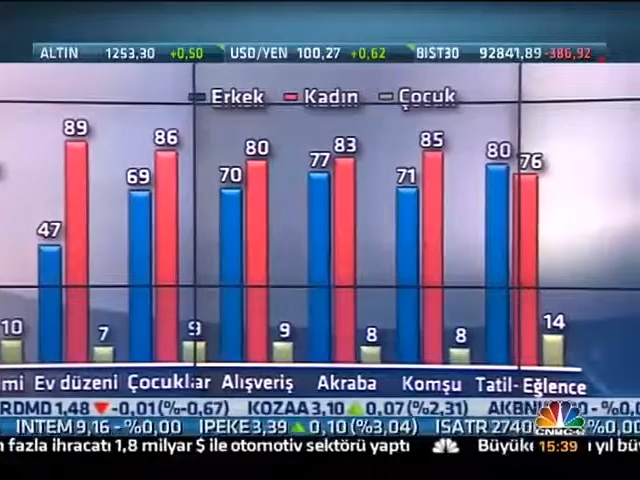 ALTIN 1253,30 +0,50 USD/YEN 100,27 +0,62 BIST30 92841,89 -386,92
Erkek Kadın Çocuk
89 86 80 83 85 80 76
47 69 70 77 71
10 7 9 9 8 8 14
imi Ev düzeni Çocuklar Alışveriş Akraba Komşu Tatil-Eğlence
RDMD 1,48 -0,01(%-0,67) KOZAA 3,10 0,07(%2,31) AKBN
INTEM 9,16 -%0,00 IPEKE 3,39 0,10(%3,04) ISATR 2740
n fazla ihracatı 1,8 milyar $ ile otomotiv sektörü yaptı Büyük 15:39 ı yıl bü